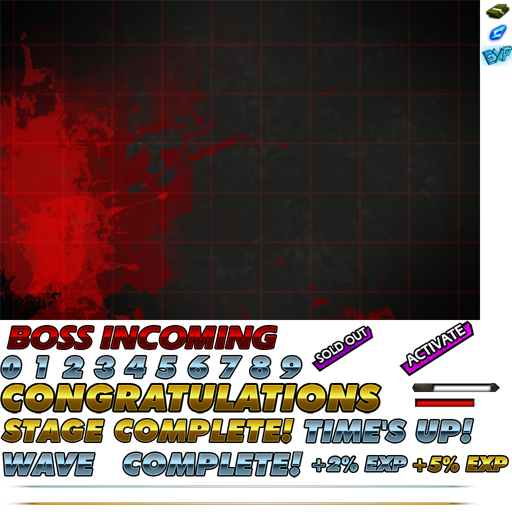 EXP
BOSS INCOMING
SOLD OUT
ACTIVATE
0 1 2 3 4 5 6 7 8 9
CONGRATULATIONS
STAGE COMPLETE! TIME'S UP!
WAVE COMPLETE! +2% EXP +5% EXP